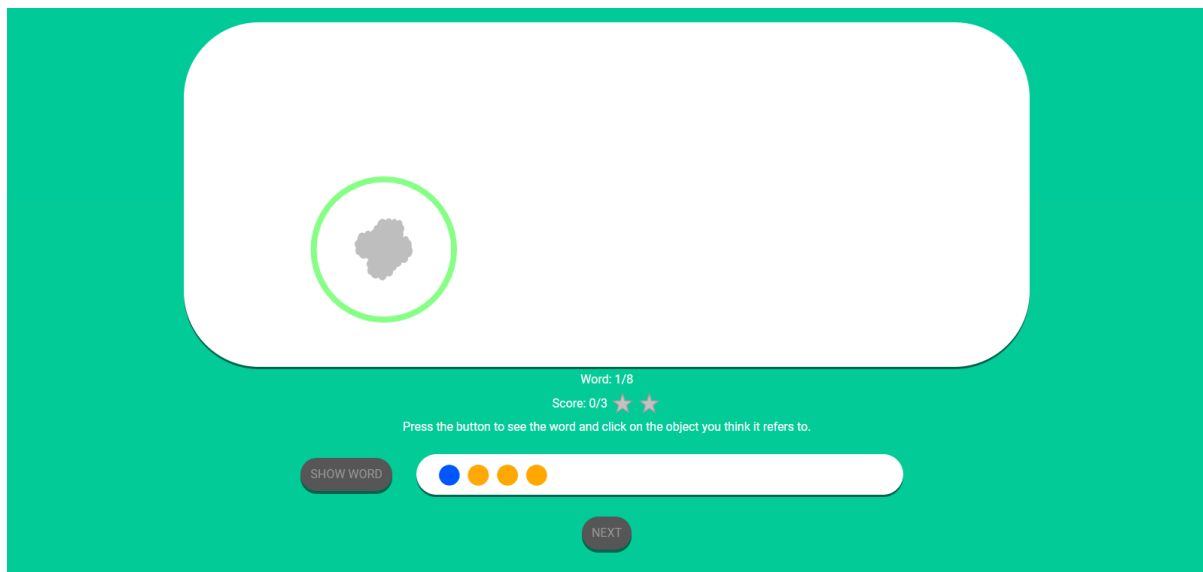 Word: 1/8
Score: 0/3
Press the button to see the word and click on the object you think it refers to.
SHOW WORD
NEXT